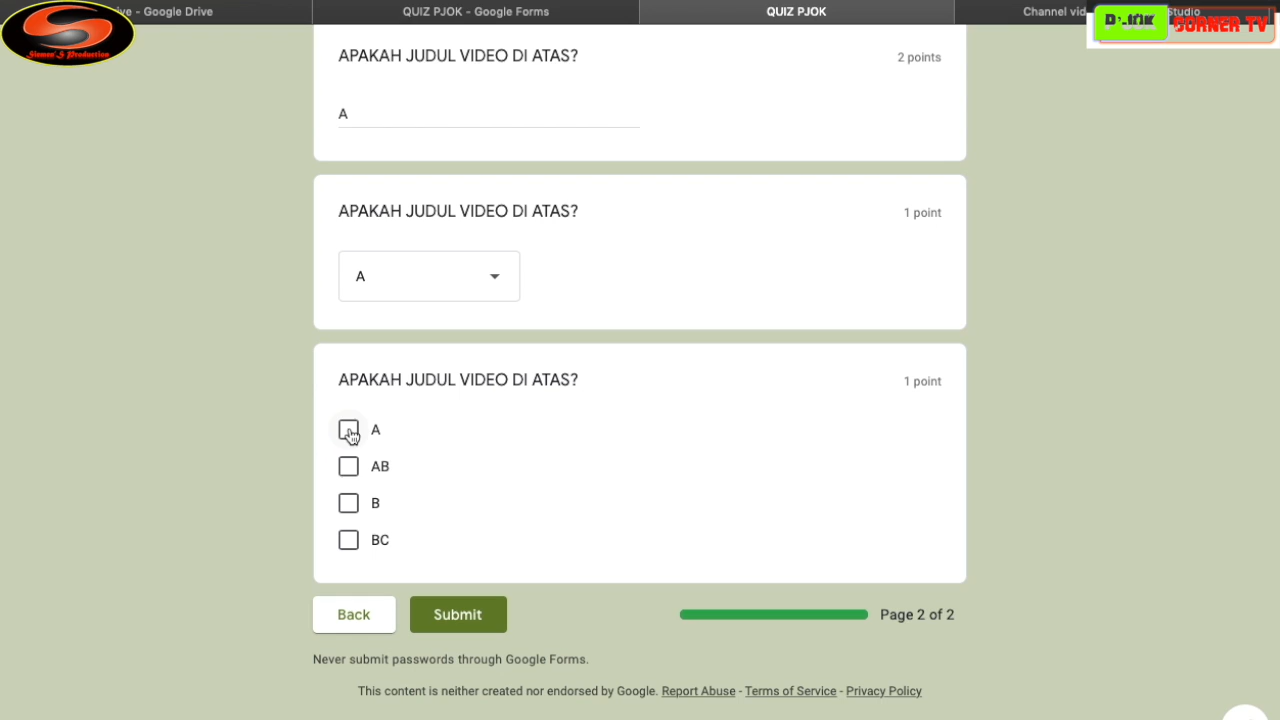 ive - Google Drive
QUIZ PJOK - Google Forms
QUIZ PJOK
Channel vid
Studio
Slemen'S Production
PJOK CORNER TV
APAKAH JUDUL VIDEO DI ATAS?
2 points
A
APAKAH JUDUL VIDEO DI ATAS?
1 point
A
APAKAH JUDUL VIDEO DI ATAS?
1 point
A
AB
B
BC
Back
Submit
Page 2 of 2
Never submit passwords through Google Forms.
This content is neither created nor endorsed by Google. Report Abuse - Terms of Service - Privacy Policy